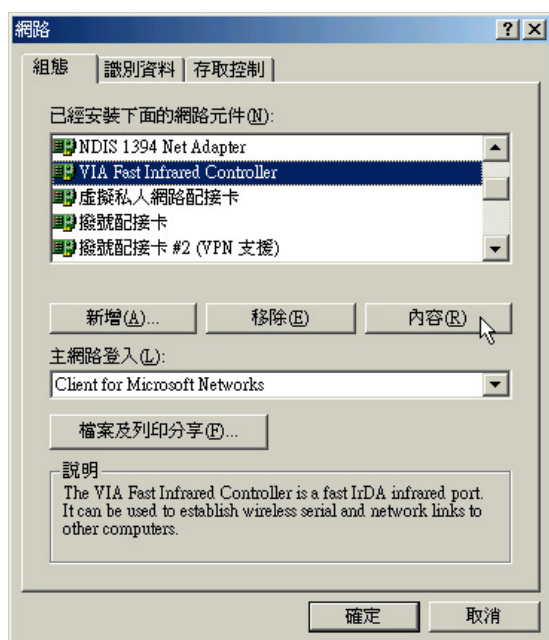 網路
組態 識別資料 存取控制
已經安裝下面的網路元件(N):
NDIS 1394 Net Adapter
VIA Fast Infrared Controller
虛擬私人網路配接卡
撥號配接卡
撥號配接卡 #2 (VPN 支援)
新增(A)... 移除(E) 內容(R)
主網路登入(L):
Client for Microsoft Networks
檔案及列印分享(F)...
說明
The VIA Fast Infrared Controller is a fast IrDA infrared port.
It can be used to establish wireless serial and network links to
other computers.
確定 取消